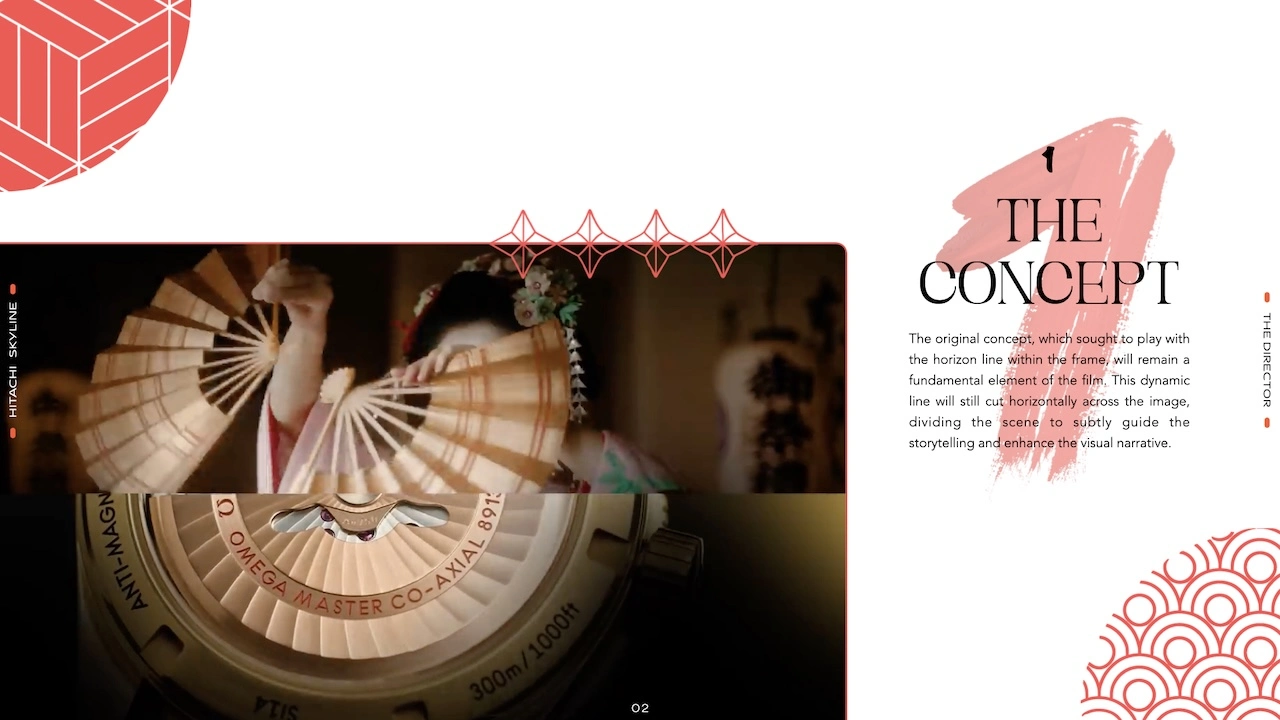 1
THE
CONCEPT
The original concept, which sought to play with
the horizon line within the frame, will remain a
fundamental element of the film. This dynamic
line will still cut horizontally across the image,
dividing the scene to subtly guide the
storytelling and enhance the visual narrative.
HITACHI SKYLINE
THE DIRECTOR
ANTI-MAGN
Ω OMEGA MASTER CO-AXIAL 8913
300m/1000ft
Si14
02